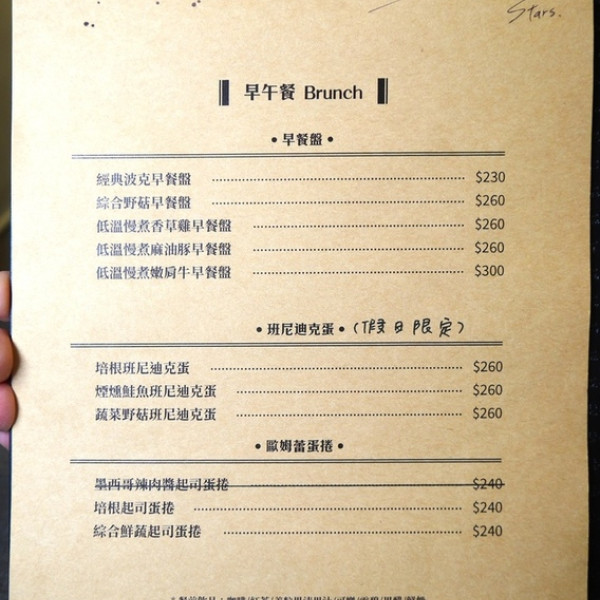 Stars.
早午餐 Brunch
• 早餐盤 •
經典波克早餐盤 $230
綜合野菇早餐盤 $260
低溫慢煮香草雞早餐盤 $260
低溫慢煮麻油豚早餐盤 $260
低溫慢煮嫩肩牛早餐盤 $300
• 班尼迪克蛋 • (假日限定)
培根班尼迪克蛋 $260
煙燻鮭魚班尼迪克蛋 $260
蔬菜野菇班尼迪克蛋 $260
• 歐姆蕾蛋捲 •
墨西哥辣肉醬起司蛋捲 $240
培根起司蛋捲 $240
綜合鮮蔬起司蛋捲 $240